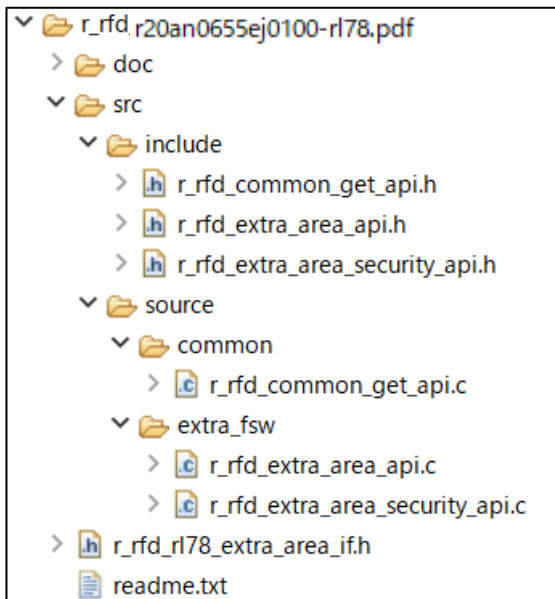 r_rfd r20an0655ej0100-rl78.pdf
doc
src
include
.h r_rfd_common_get_api.h
.h r_rfd_extra_area_api.h
.h r_rfd_extra_area_security_api.h
source
common
.c r_rfd_common_get_api.c
extra_fsw
.c r_rfd_extra_area_api.c
.c r_rfd_extra_area_security_api.c
.h r_rfd_rl78_extra_area_if.h
readme.txt